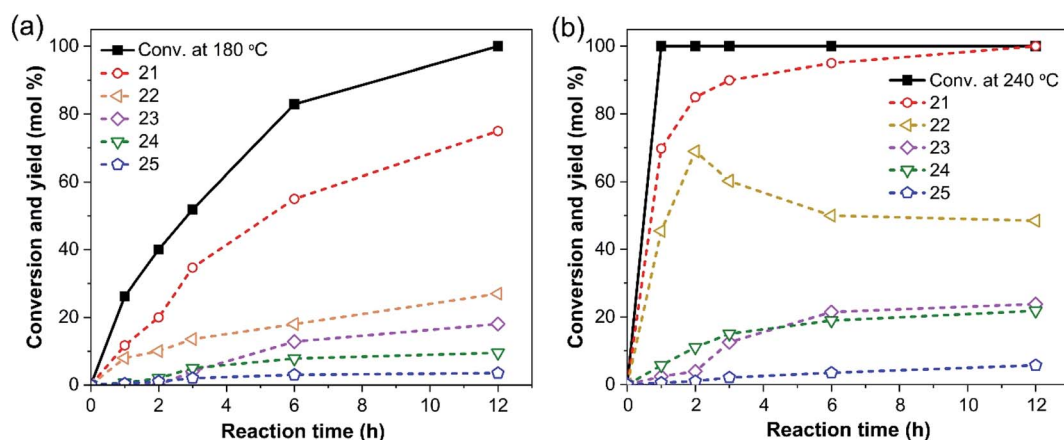 (a)
100
80
60
40
20
0
Conversion and yield (mol %)
Conv. at 180 °C
21
22
23
24
25
0 2 4 6 8 10 12
Reaction time (h)
(b)
100
80
60
40
20
0
Conversion and yield (mol %)
Conv. at 240 °C
21
22
23
24
25
0 2 4 6 8 10 12
Reaction time (h)